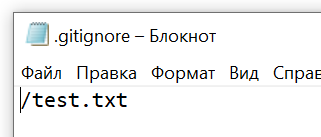 .gitignore – Блокнот
Файл Правка Формат Вид Справ
/test.txt